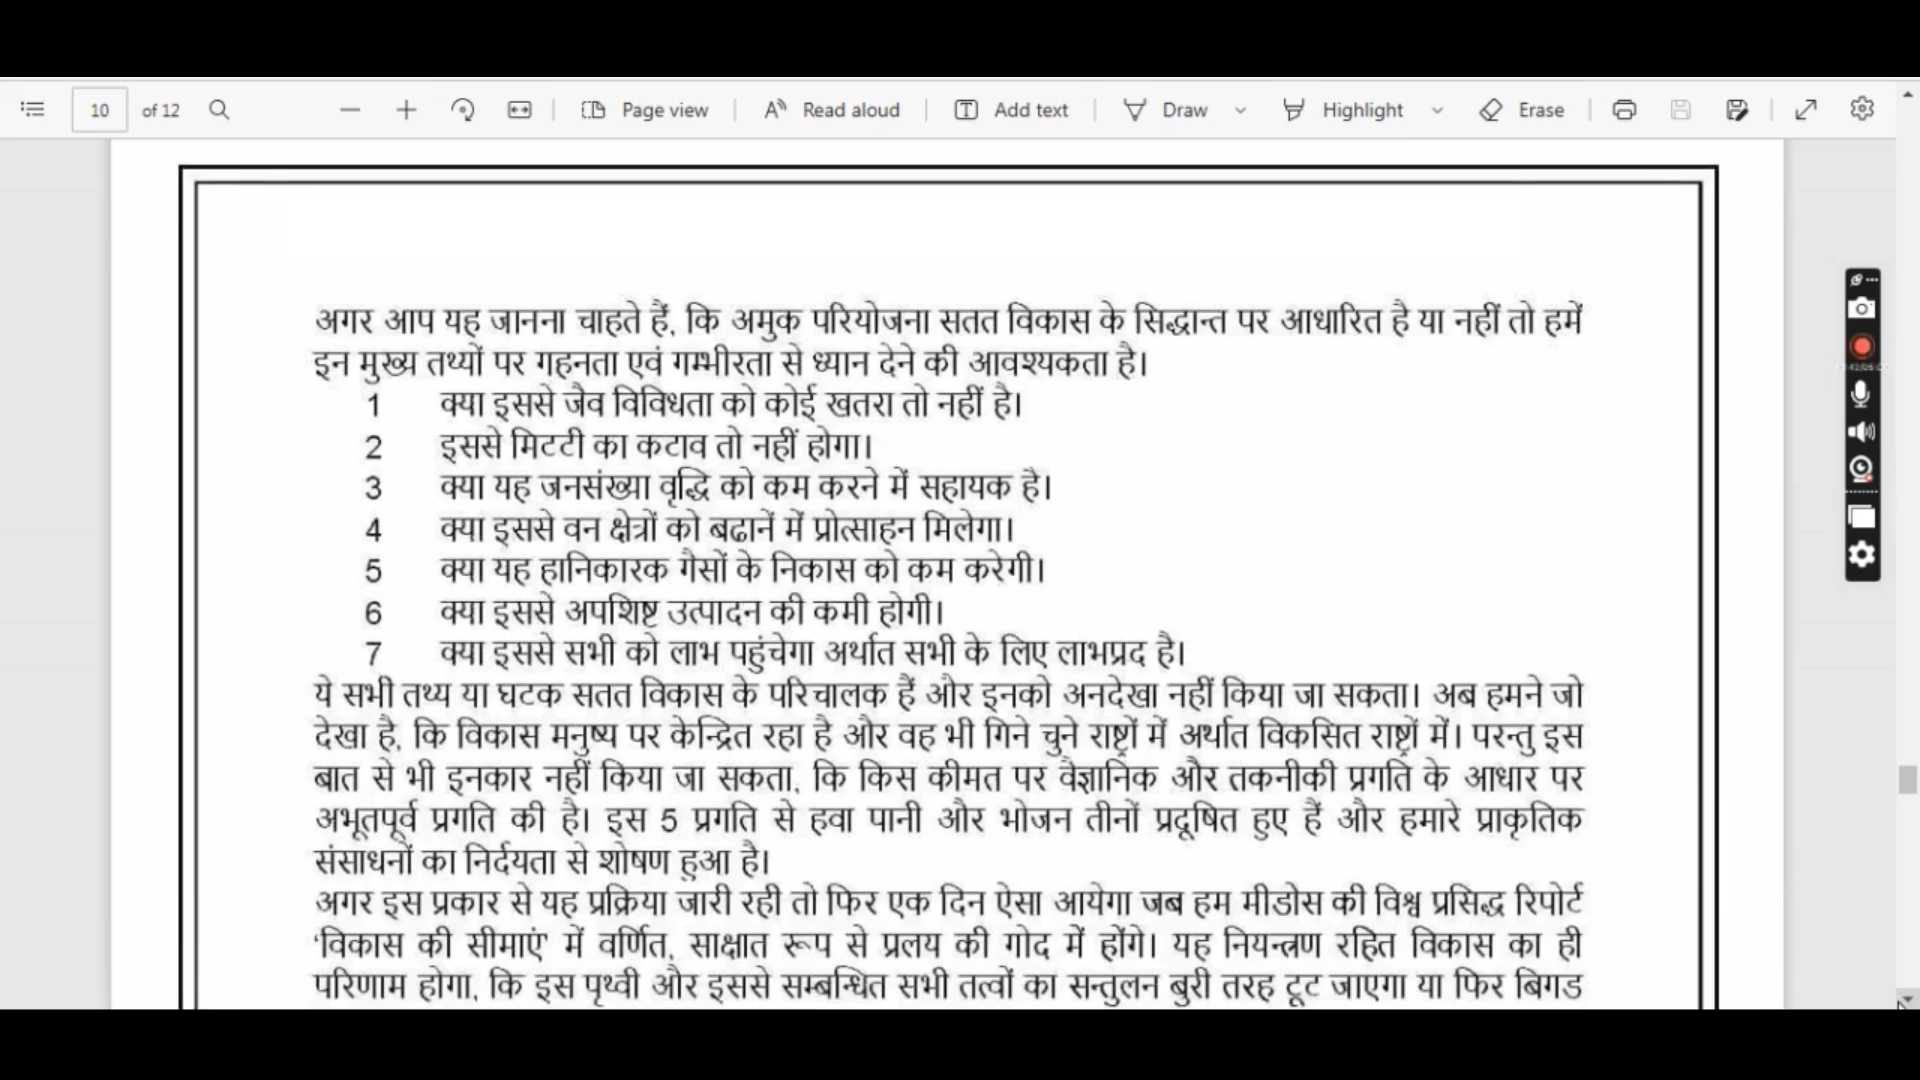 10 of 12 Page view Read aloud Add text Draw Highlight Erase
अगर आप यह जानना चाहते हैं, कि अमुक परियोजना सतत विकास के सिद्धान्त पर आधारित है या नहीं तो हमें
इन मुख्य तथ्यों पर गहनता एवं गम्भीरता से ध्यान देने की आवश्यकता है।
1 क्या इससे जैव विविधता को कोई खतरा तो नहीं है।
2 इससे मिटटी का कटाव तो नहीं होगा।
3 क्या यह जनसंख्या वृद्धि को कम करने में सहायक है।
4 क्या इससे वन क्षेत्रों को बढानें में प्रोत्साहन मिलेगा।
5 क्या यह हानिकारक गैसों के निकास को कम करेगी।
6 क्या इससे अपशिष्ट उत्पादन की कमी होगी।
7 क्या इससे सभी को लाभ पहुंचेगा अर्थात सभी के लिए लाभप्रद है।
ये सभी तथ्य या घटक सतत विकास के परिचालक हैं और इनको अनदेखा नहीं किया जा सकता। अब हमने जो
देखा है, कि विकास मनुष्य पर केन्द्रित रहा है और वह भी गिने चुने राष्ट्रों में अर्थात विकसित राष्ट्रों में। परन्तु इस
बात से भी इनकार नहीं किया जा सकता, कि किस कीमत पर वैज्ञानिक और तकनीकी प्रगति के आधार पर
अभूतपूर्व प्रगति की है। इस 5 प्रगति से हवा पानी और भोजन तीनों प्रदूषित हुए हैं और हमारे प्राकृतिक
संसाधनों का निर्दयता से शोषण हुआ है।
अगर इस प्रकार से यह प्रक्रिया जारी रही तो फिर एक दिन ऐसा आयेगा जब हम मीडोस की विश्व प्रसिद्ध रिपोर्ट
‘विकास की सीमाएं’ में वर्णित, साक्षात रूप से प्रलय की गोद में होंगे। यह नियन्त्रण रहित विकास का ही
परिणाम होगा, कि इस पृथ्वी और इससे सम्बन्धित सभी तत्वों का सन्तुलन बुरी तरह टूट जाएगा या फिर बिगड